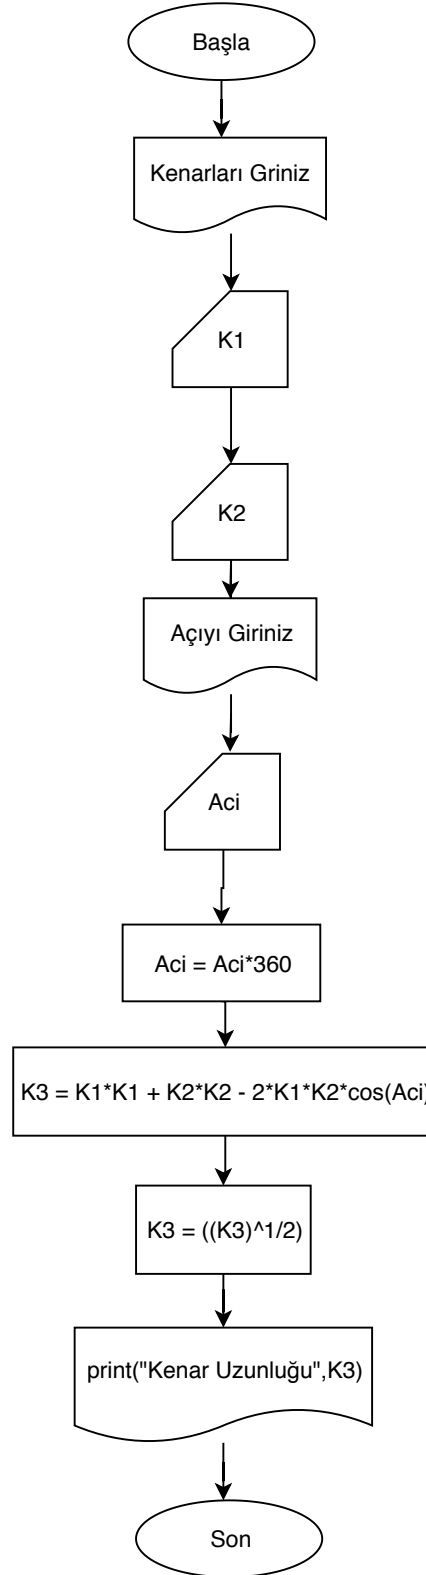 Başla
Kenarları Griniz
K1
K2
Açıyı Giriniz
Aci
Aci = Aci*360
K3 = K1*K1 + K2*K2 - 2*K1*K2*cos(Aci)
K3 = ((K3)^1/2)
print("Kenar Uzunluğu",K3)
Son